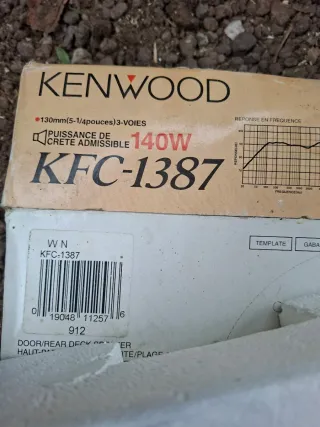 KENWOOD
●130mm(5-1/4pouces)3-VOIES
PUISSANCE DE
CRETE ADMISSIBLE 140W
KFC-1387
REPONSE EN FREQUENCE
TEMPLATE
W N
KFC-1387
0 19048 11257 6
912
DOOR/REAR DECK